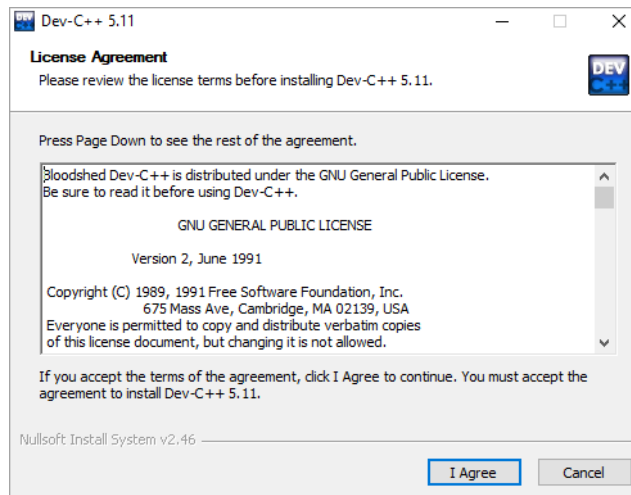 Dev-C++ 5.11
License Agreement
Please review the license terms before installing Dev-C++ 5.11.
DEV
C++
Press Page Down to see the rest of the agreement.
Bloodshed Dev-C++ is distributed under the GNU General Public License.
Be sure to read it before using Dev-C++.
GNU GENERAL PUBLIC LICENSE
Version 2, June 1991
Copyright (C) 1989, 1991 Free Software Foundation, Inc.
675 Mass Ave, Cambridge, MA 02139, USA
Everyone is permitted to copy and distribute verbatim copies
of this license document, but changing it is not allowed.
If you accept the terms of the agreement, click I Agree to continue. You must accept the
agreement to install Dev-C++ 5.11.
Nullsoft Install System v2.46
I Agree
Cancel